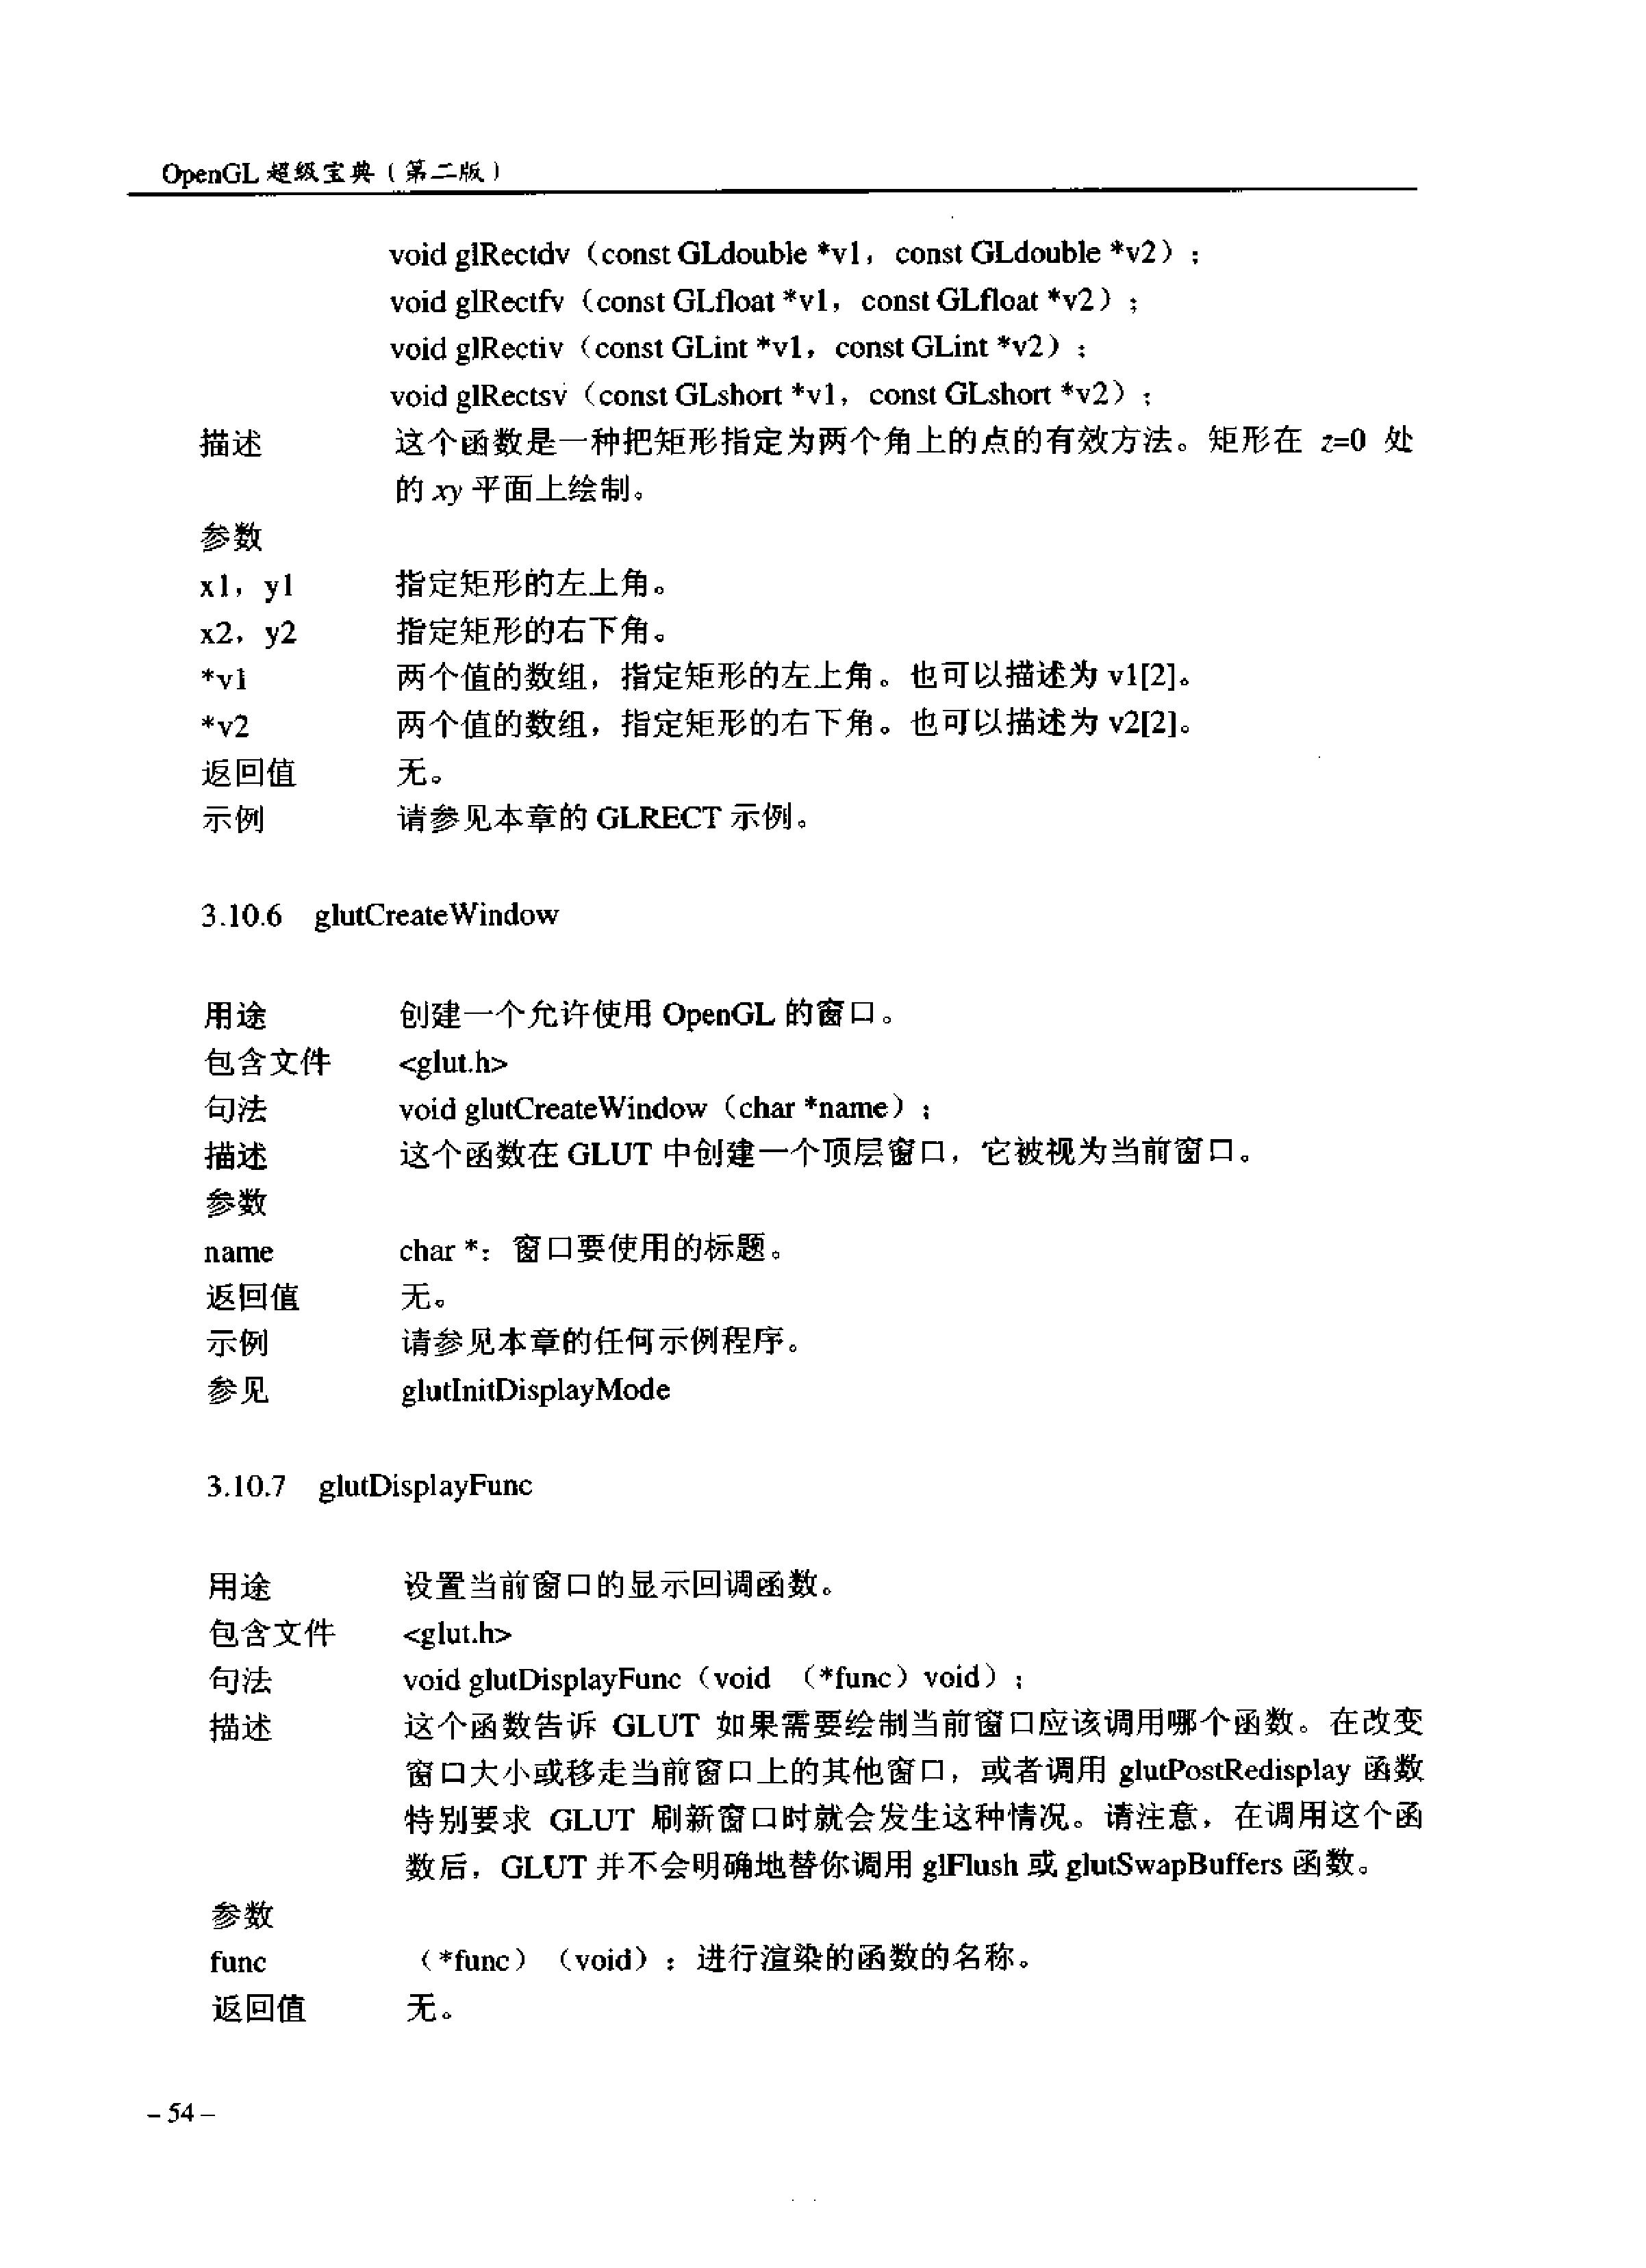 OpenGL 超级宝典（第二版）
void glRectdv（const GLdouble *v1，const GLdouble *v2）；
void glRectfv（const GLfloat *v1，const GLfloat *v2）；
void glRectiv（const GLint *v1，const GLint *v2）；
void glRectsv（const GLshort *v1，const GLshort *v2）；
描述 这个函数是一种把矩形指定为两个角上的点的有效方法。矩形在 z=0 处
的 xy 平面上绘制。
参数
x1，y1 指定矩形的左上角。
x2，y2 指定矩形的右下角。
*v1 两个值的数组，指定矩形的左上角。也可以描述为 v1[2]。
*v2 两个值的数组，指定矩形的右下角。也可以描述为 v2[2]。
返回值 无。
示例 请参见本章的 GLRECT 示例。
3.10.6 glutCreateWindow
用途 创建一个允许使用 OpenGL 的窗口。
包含文件 <glut.h>
句法 void glutCreateWindow（char *name）；
描述 这个函数在 GLUT 中创建一个顶层窗口，它被视为当前窗口。
参数
name char *：窗口要使用的标题。
返回值 无。
示例 请参见本章的任何示例程序。
参见 glutInitDisplayMode
3.10.7 glutDisplayFunc
用途 设置当前窗口的显示回调函数。
包含文件 <glut.h>
句法 void glutDisplayFunc（void （*func）void）；
描述 这个函数告诉 GLUT 如果需要绘制当前窗口应该调用哪个函数。在改变
窗口大小或移走当前窗口上的其他窗口，或者调用 glutPostRedisplay 函数
特别要求 GLUT 刷新窗口时就会发生这种情况。请注意，在调用这个函
数后，GLUT 并不会明确地替你调用 glFlush 或 glutSwapBuffers 函数。
参数
func （*func）（void）：进行渲染的函数的名称。
返回值 无。
– 54 –